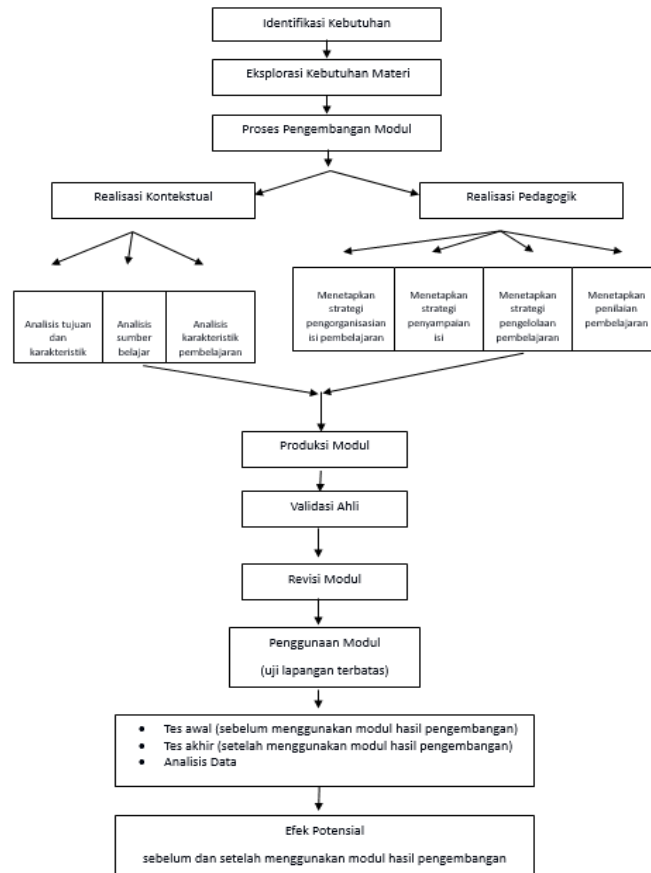 Identifikasi Kebutuhan
Eksplorasi Kebutuhan Materi
Proses Pengembangan Modul
Realisasi Kontekstual
Realisasi Pedagogik
Analisis tujuan
dan
karakteristik
Analisis
sumber
belajar
Analisis
karakteristik
pembelajaran
Menetapkan
strategi
pengorganisasian
isi pembelajaran
Menetapkan
strategi
penyampaian
isi
Menetapkan
strategi
pengelolaan
pembelajaran
Menetapkan
penilaian
pembelajaran
Produksi Modul
Validasi Ahli
Revisi Modul
Penggunaan Modul
(uji lapangan terbatas)
• Tes awal (sebelum menggunakan modul hasil pengembangan)
• Tes akhir (setelah menggunakan modul hasil pengembangan)
• Analisis Data
Efek Potensial
sebelum dan setelah menggunakan modul hasil pengembangan